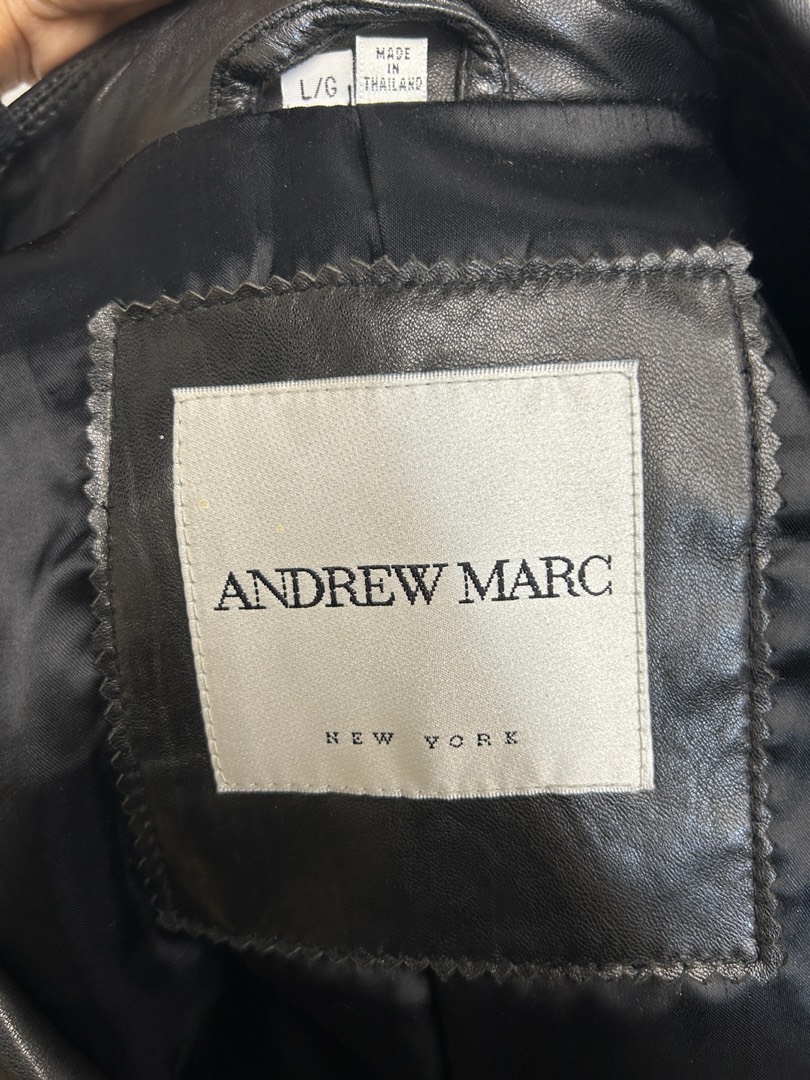 L/G
MADE
IN
THAILAND
ANDREW MARC
NEW YORK